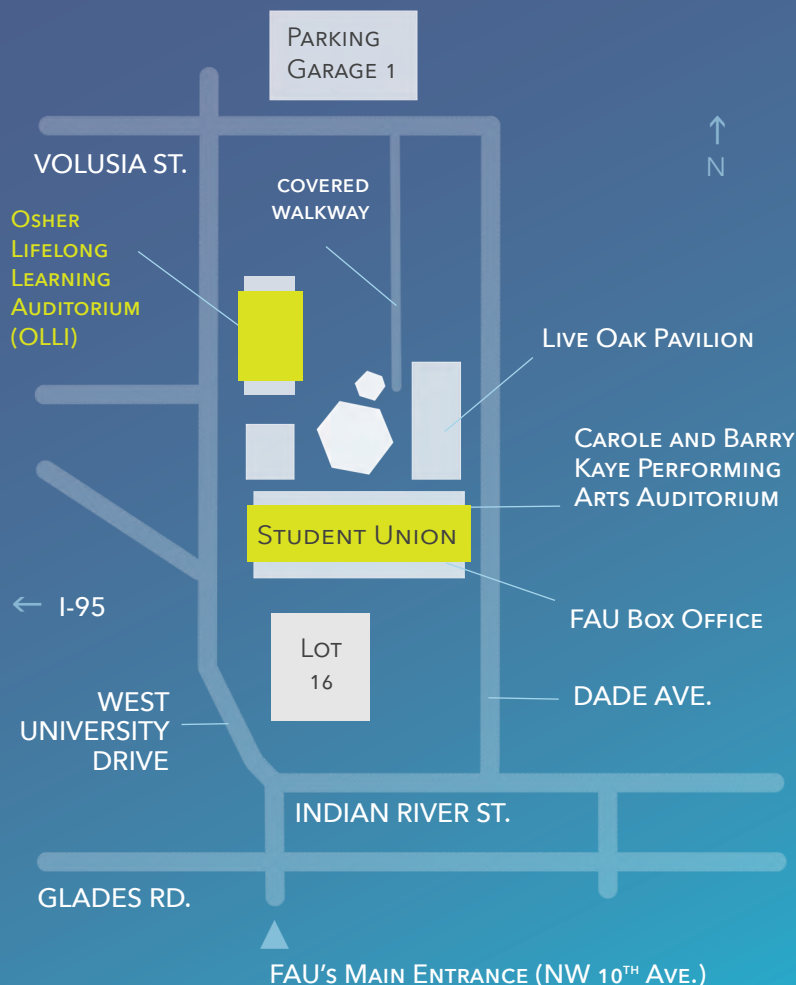 Parking
Garage 1
↑
N
VOLUSIA ST.
covered
walkway
Osher
Lifelong
Learning
Auditorium
(OLLI)
Live Oak Pavilion
Carole and Barry
Kaye Performing
Arts Auditorium
Student Union
← I-95
FAU Box Office
Lot
16
WEST
UNIVERSITY
DRIVE
DADE AVE.
INDIAN RIVER ST.
GLADES RD.
FAU's Main Entrance (NW 10th Ave.)